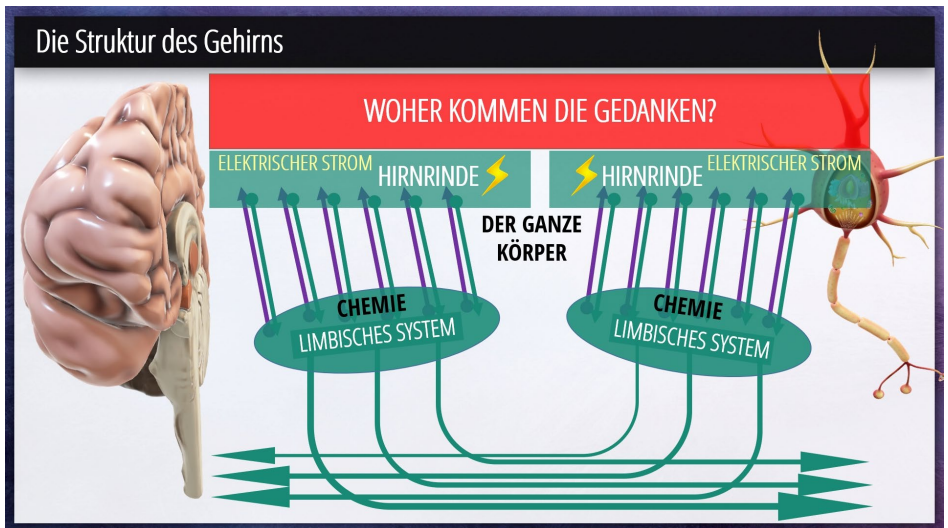 Die Struktur des Gehirns
WOHER KOMMEN DIE GEDANKEN?
ELEKTRISCHER STROM
HIRNRINDE
HIRNRINDE
ELEKTRISCHER STROM
DER GANZE
KÖRPER
CHEMIE
LIMBISCHES SYSTEM
CHEMIE
LIMBISCHES SYSTEM